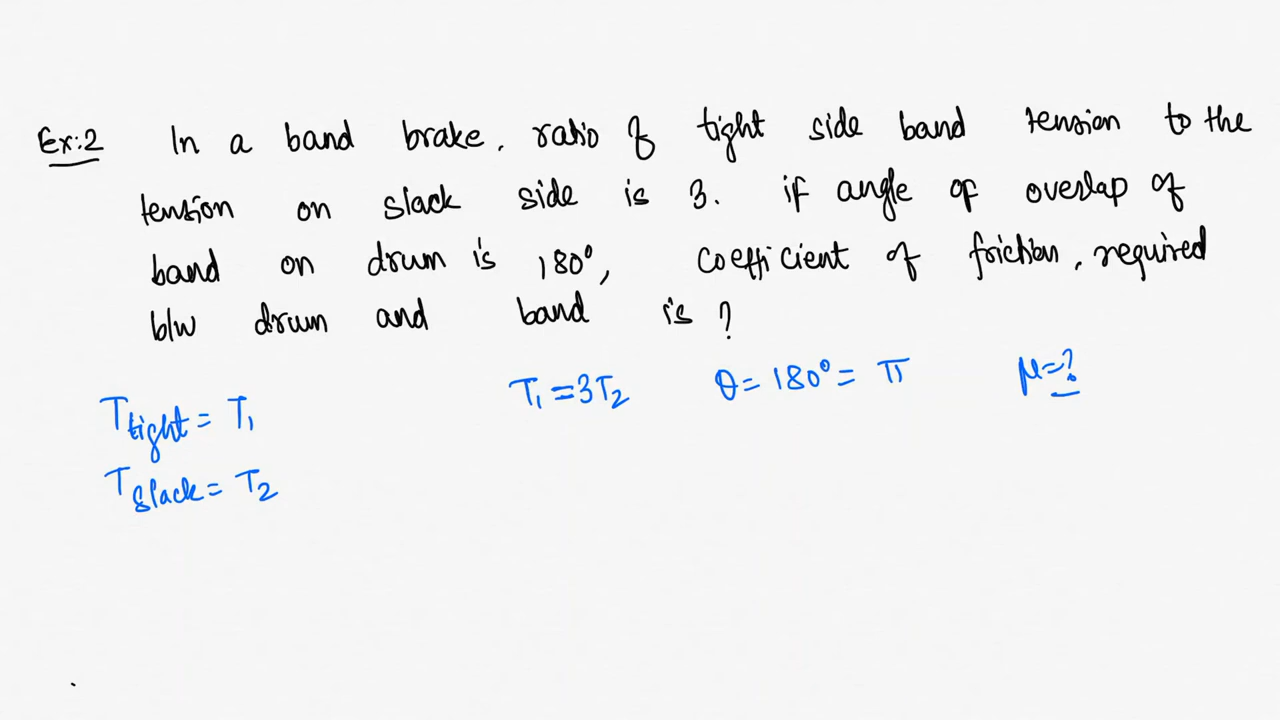 Ex:2 In a band brake, ratio of tight side band tension to the
tension on slack side is 3. if angle of overlap of
band on drum is 180°, coefficient of friction, required
b/w drum and band is ?
T₁ = 3T₂ θ = 180° = π μ = ?
T tight = T₁
T slack = T₂